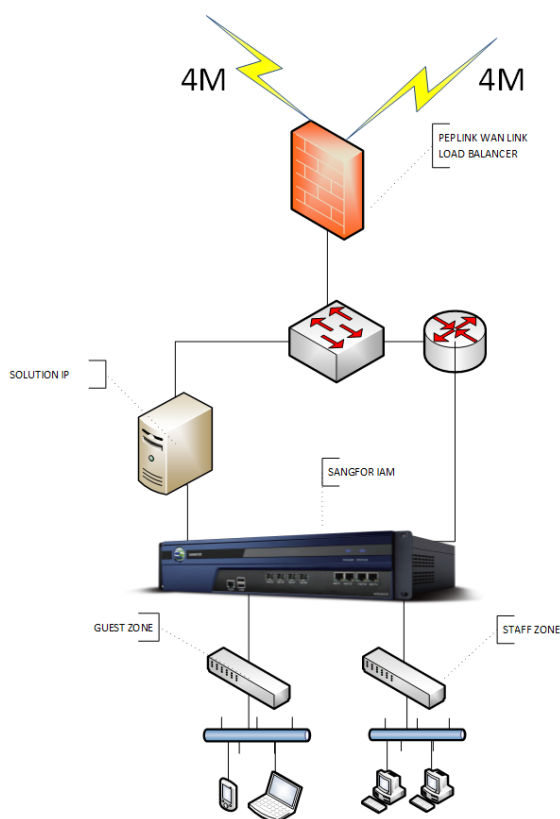 4M
4M
PEPLINK WAN LINK
LOAD BALANCER
SOLUTION IP
SANGFOR IAM
GUEST ZONE
STAFF ZONE